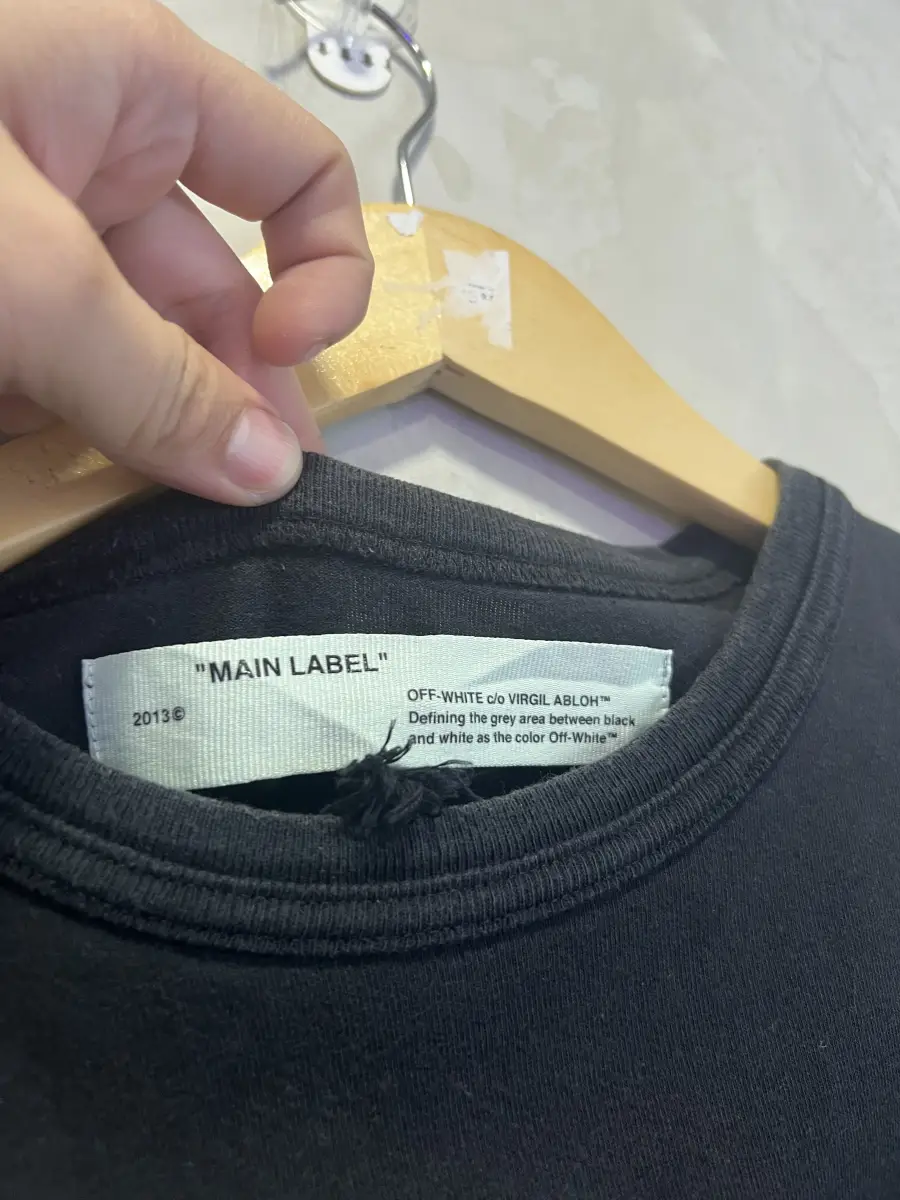 "MAIN LABEL"
2013©
OFF-WHITE c/o VIRGIL ABLOH™
Defining the grey area between black
and white as the color Off-White™